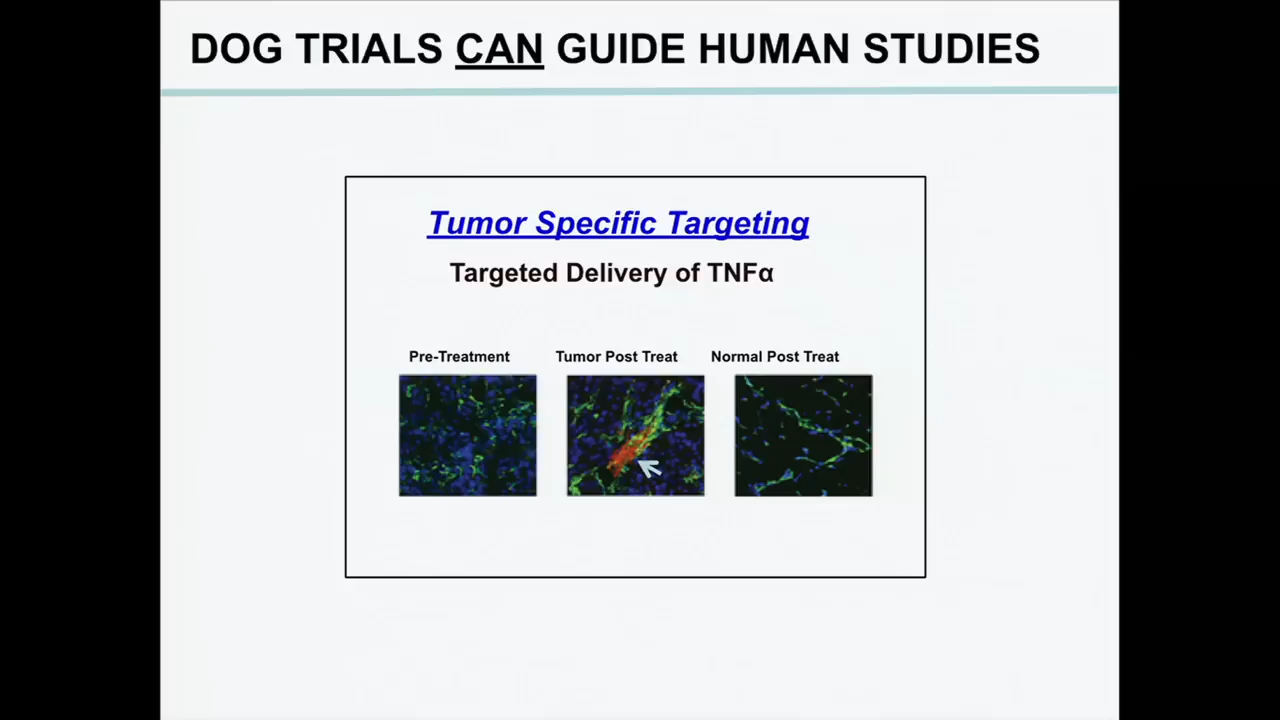 DOG TRIALS CAN GUIDE HUMAN STUDIES
Tumor Specific Targeting
Targeted Delivery of TNFα
Pre-Treatment
Tumor Post Treat
Normal Post Treat